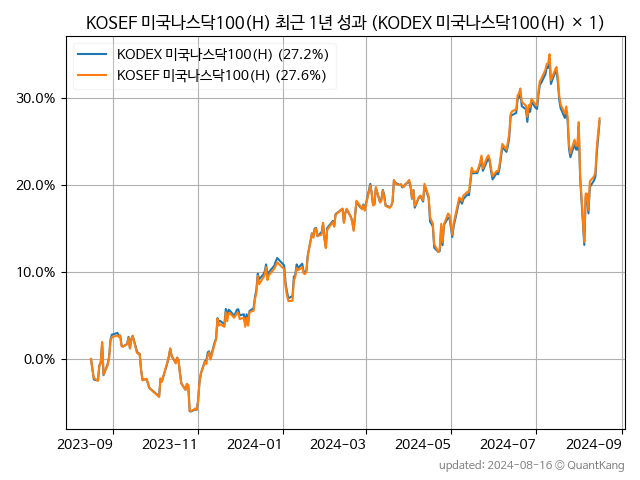 KOSEF 미국나스닥100(H) 최근 1년 성과 (KODEX 미국나스닥100(H) × 1)
KODEX 미국나스닥100(H) (27.2%)
KOSEF 미국나스닥100(H) (27.6%)
30.0%
20.0%
10.0%
0.0%
2023-09 2023-11 2024-01 2024-03 2024-05 2024-07 2024-09
updated: 2024-08-16 ⓒ QuantKang